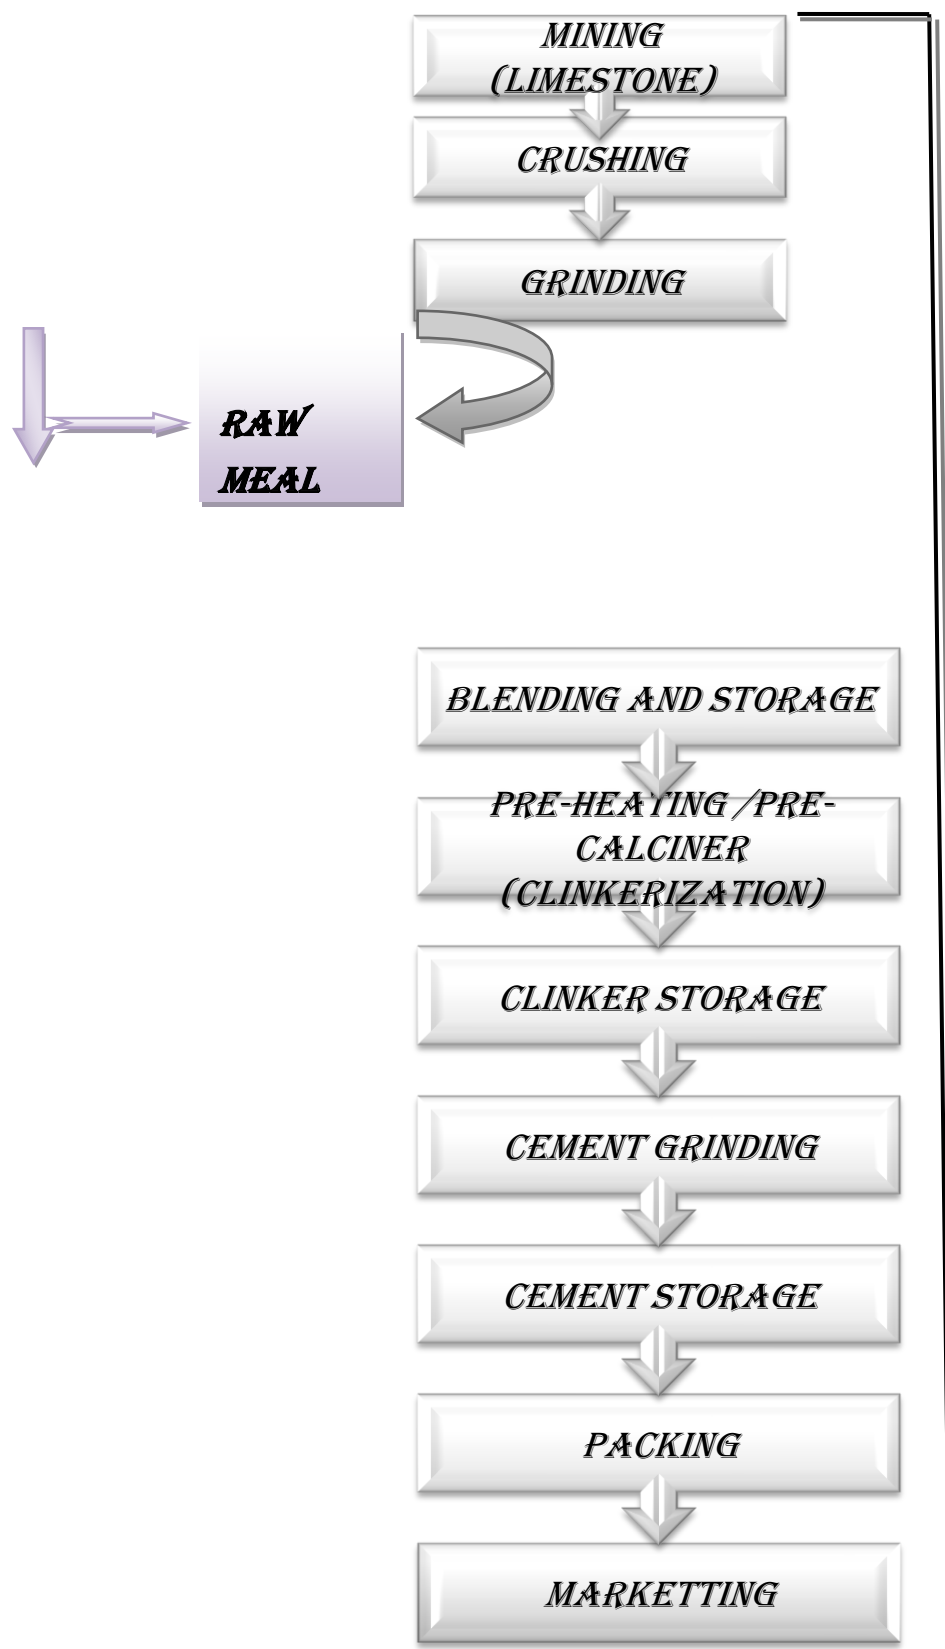 MINING
(LIMESTONE)
CRUSHING
GRINDING
RAW
MEAL
BLENDING AND STORAGE
PRE-HEATING /PRE-
CALCINER
(CLINKERIZATION)
CLINKER STORAGE
CEMENT GRINDING
CEMENT STORAGE
PACKING
MARKETTING